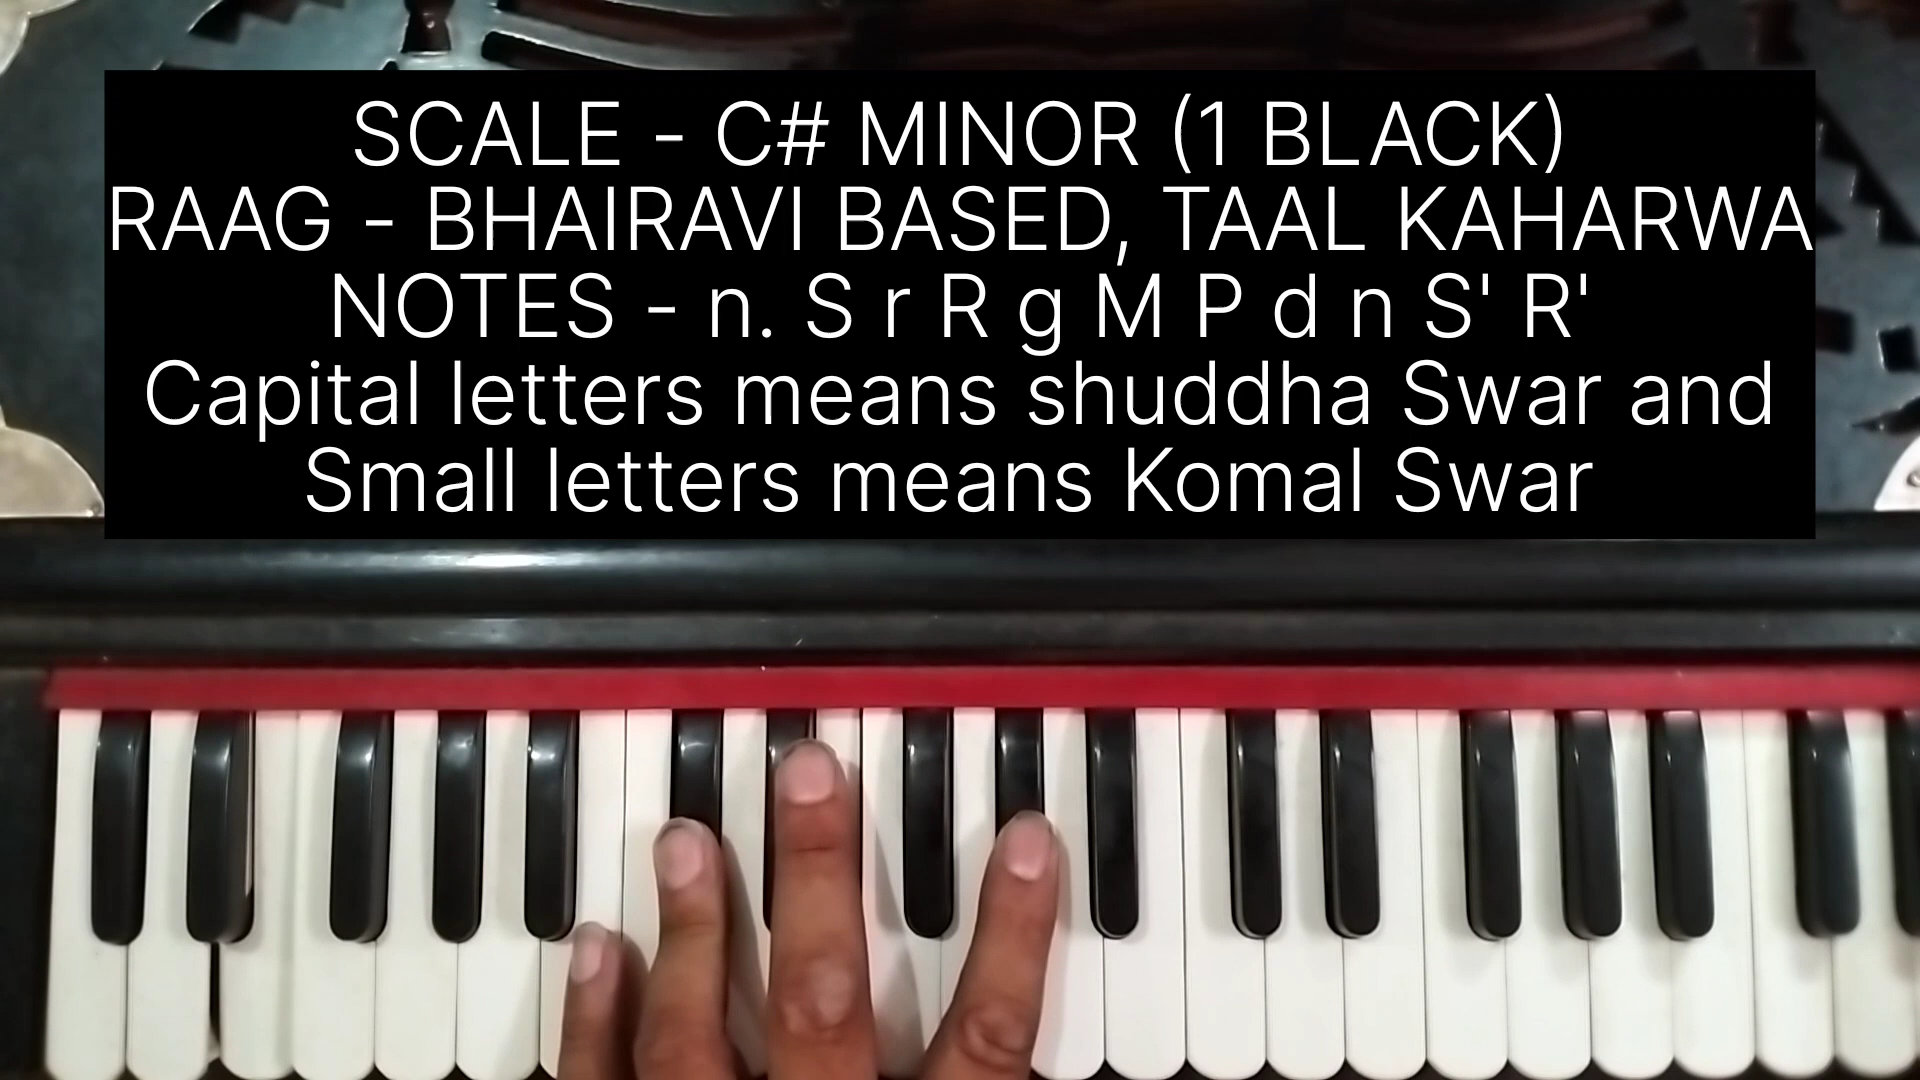 SCALE - C# MINOR (1 BLACK)
RAAG - BHAIRAVI BASED, TAAL KAHARWA
NOTES - n. S r R g M P d n S' R'
Capital letters means shuddha Swar and
Small letters means Komal Swar